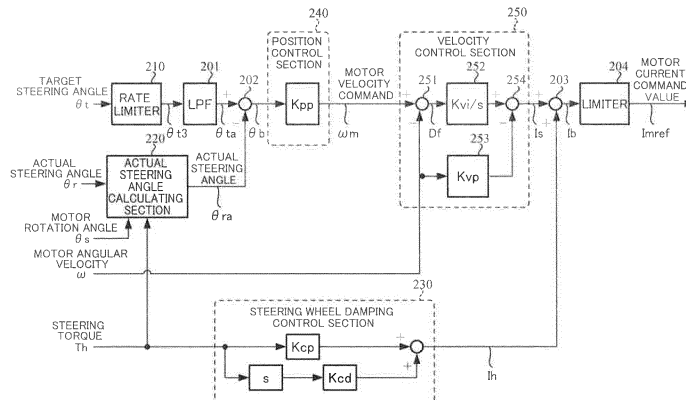 240
POSITION
CONTROL
SECTION
250
VELOCITY
CONTROL SECTION
210
201
202
MOTOR
VELOCITY
COMMAND
251
252
254
203
204
MOTOR
CURRENT
COMMAND
VALUE
TARGET
STEERING ANGLE
θt
RATE
LIMITER
θt3
LPF
θta
+
-
θb
Kpp
ωm
+
-
Df
Kvi/s
+
-
Is
+
+
Ib
LIMITER
Imref
253
Kvp
220
ACTUAL
STEERING ANGLE
θr
ACTUAL
STEERING
ANGLE
CALCULATING
SECTION
ACTUAL
STEERING
ANGLE
θra
MOTOR
ROTATION ANGLE
θs
MOTOR ANGULAR
VELOCITY
ω
230
STEERING WHEEL DAMPING
CONTROL SECTION
STEERING
TORQUE
Th
Kcp
+
+
s
Kcd
Ih